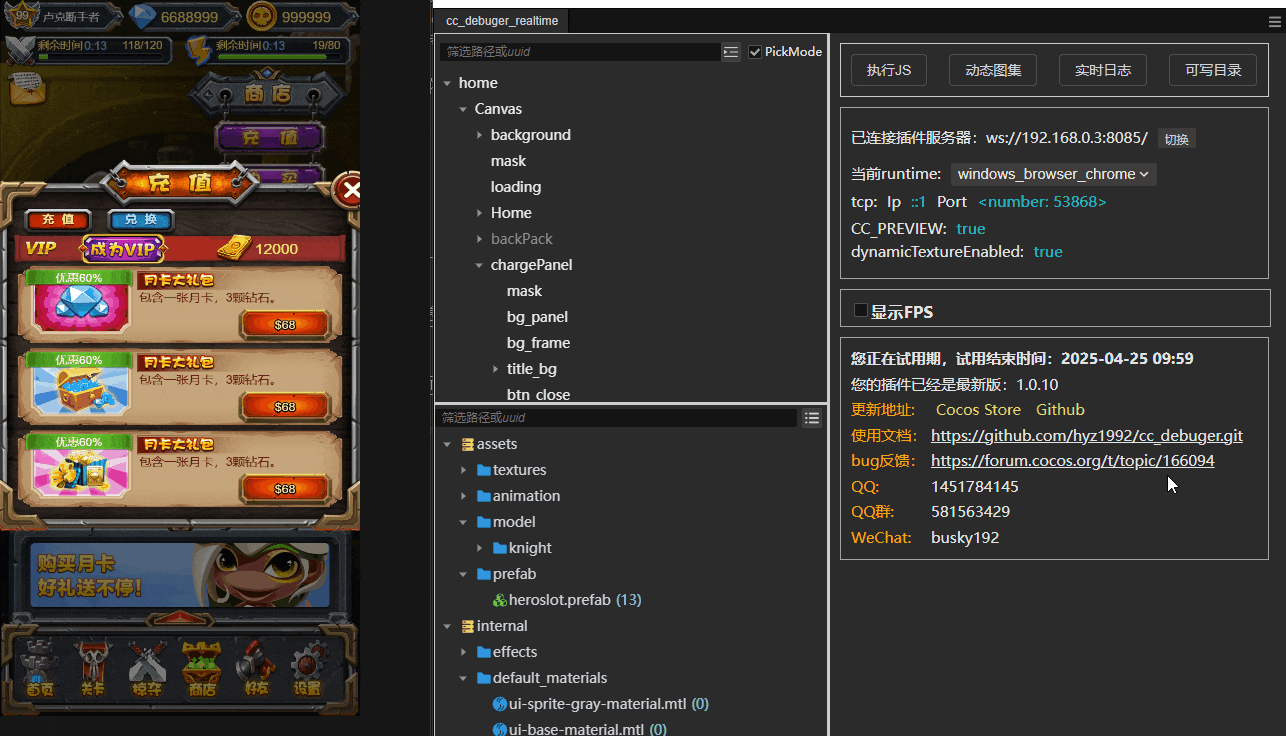 99
卢克断手者
6688999
999999
剩余时间0:13
118/120
剩余时间0:13
19/80
商店
充 值
买
充 值
充 值
兑 换
VIP
成为VIP
12000
优惠60%
月卡大礼包
包含一张月卡，3颗钻石。
$68
优惠60%
月卡大礼包
包含一张月卡，3颗钻石。
$68
优惠60%
月卡大礼包
包含一张月卡，3颗钻石。
$68
购买月卡
好礼送不停！
首页
关卡
掠夺
商店
好友
设置
cc_debuger_realtime
筛选路径或uuid
PickMode
home
Canvas
background
mask
loading
Home
backPack
chargePanel
mask
bg_panel
bg_frame
title_bg
btn_close
筛选路径或uuid
assets
textures
animation
model
knight
prefab
heroslot.prefab (13)
internal
effects
default_materials
ui-sprite-gray-material.mtl (0)
ui-base-material.mtl (0)
执行JS
动态图集
实时日志
可写目录
已连接插件服务器：ws://192.168.0.3:8085/ 切换
当前runtime: windows_browser_chrome
tcp: Ip ::1 Port <number: 53868>
CC_PREVIEW: true
dynamicTextureEnabled: true
显示FPS
您正在试用期，试用结束时间：2025-04-25 09:59
您的插件已经是最新版：1.0.10
更新地址: Cocos Store Github
使用文档: https://github.com/hyz1992/cc_debuger.git
bug反馈: https://forum.cocos.org/t/topic/166094
QQ: 1451784145
QQ群: 581563429
WeChat: busky192